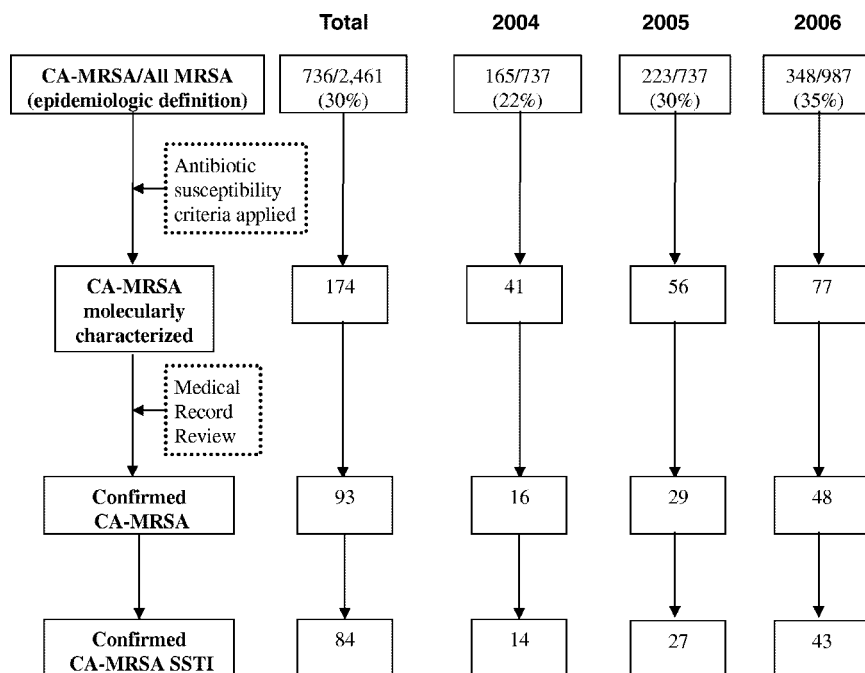 Total 2004 2005 2006
CA-MRSA/All MRSA
(epidemiologic definition)
736/2,461
(30%)
165/737
(22%)
223/737
(30%)
348/987
(35%)
Antibiotic
susceptibility
criteria applied
CA-MRSA
molecularly
characterized
174
41
56
77
Medical
Record
Review
Confirmed
CA-MRSA
93
16
29
48
Confirmed
CA-MRSA SSTI
84
14
27
43